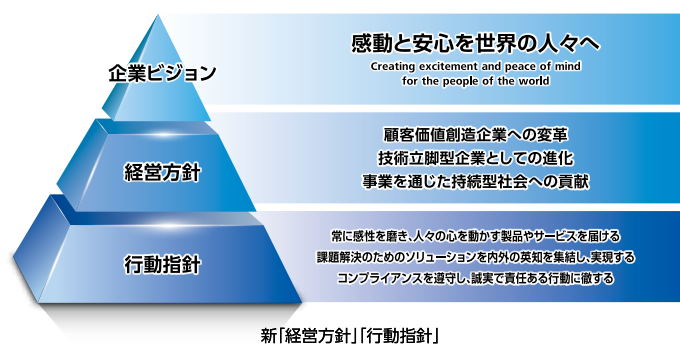 企業ビジョン
感動と安心を世界の人々へ
Creating excitement and peace of mind
for the people of the world
経営方針
顧客価値創造企業への変革
技術立脚型企業としての進化
事業を通じた持続型社会への貢献
行動指針
常に感性を磨き、人々の心を動かす製品やサービスを届ける
課題解決のためのソリューションを内外の英知を集結し、実現する
コンプライアンスを遵守し、誠実で責任ある行動に徹する
新「経営方針」「行動指針」